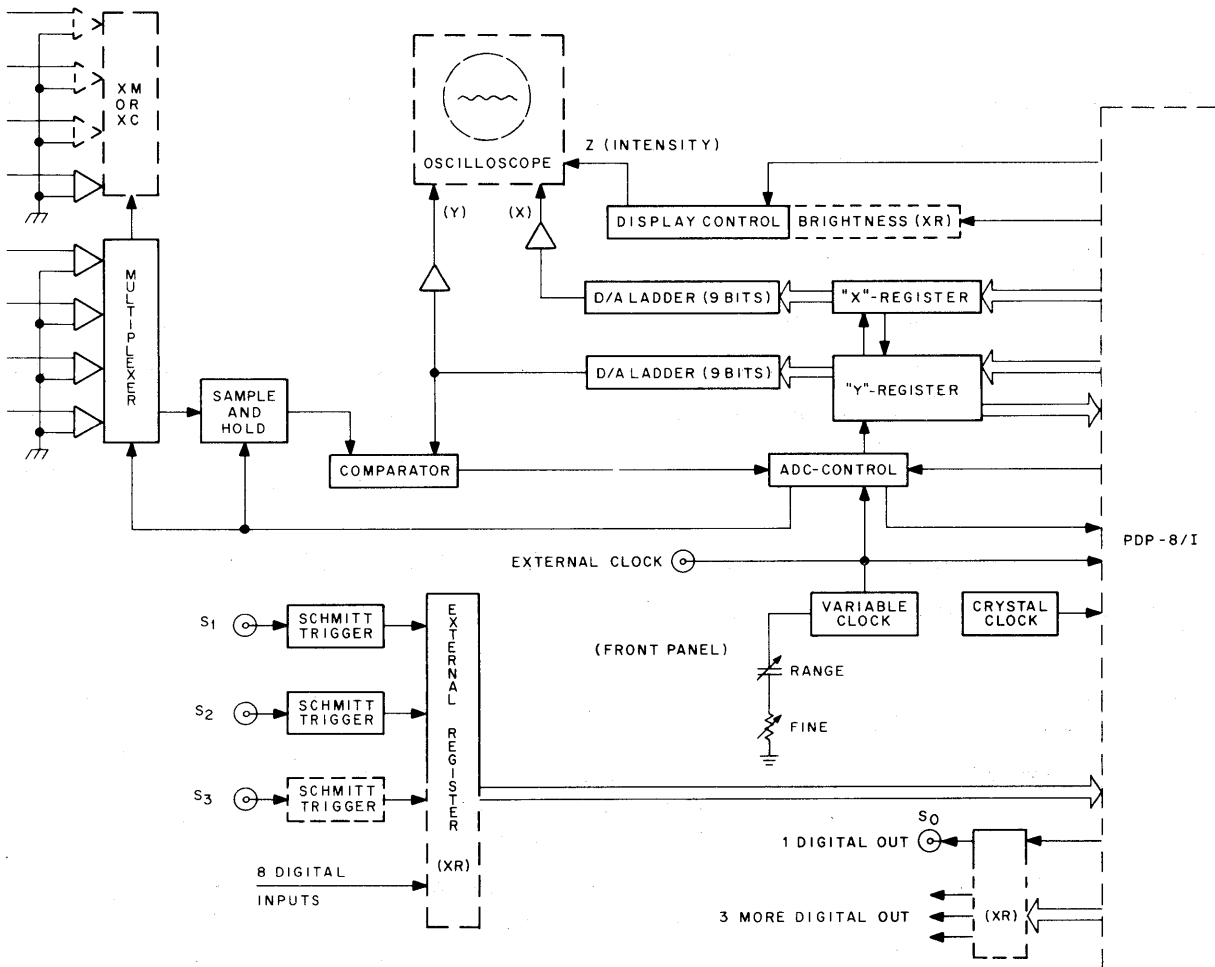 XM
OR
XC
OSCILLOSCOPE
Z (INTENSITY)
(Y)
(X)
DISPLAY CONTROL
BRIGHTNESS (XR)
MULTIPLEXER
D/A LADDER (9 BITS)
"X"-REGISTER
D/A LADDER (9 BITS)
"Y"-REGISTER
SAMPLE
AND
HOLD
COMPARATOR
ADC-CONTROL
PDP-8/I
EXTERNAL CLOCK
VARIABLE
CLOCK
CRYSTAL
CLOCK
S1
SCHMITT
TRIGGER
EXTERNAL REGISTER
(XR)
(FRONT PANEL)
RANGE
FINE
S2
SCHMITT
TRIGGER
S3
SCHMITT
TRIGGER
8 DIGITAL
INPUTS
S0
1 DIGITAL OUT
3 MORE DIGITAL OUT
(XR)